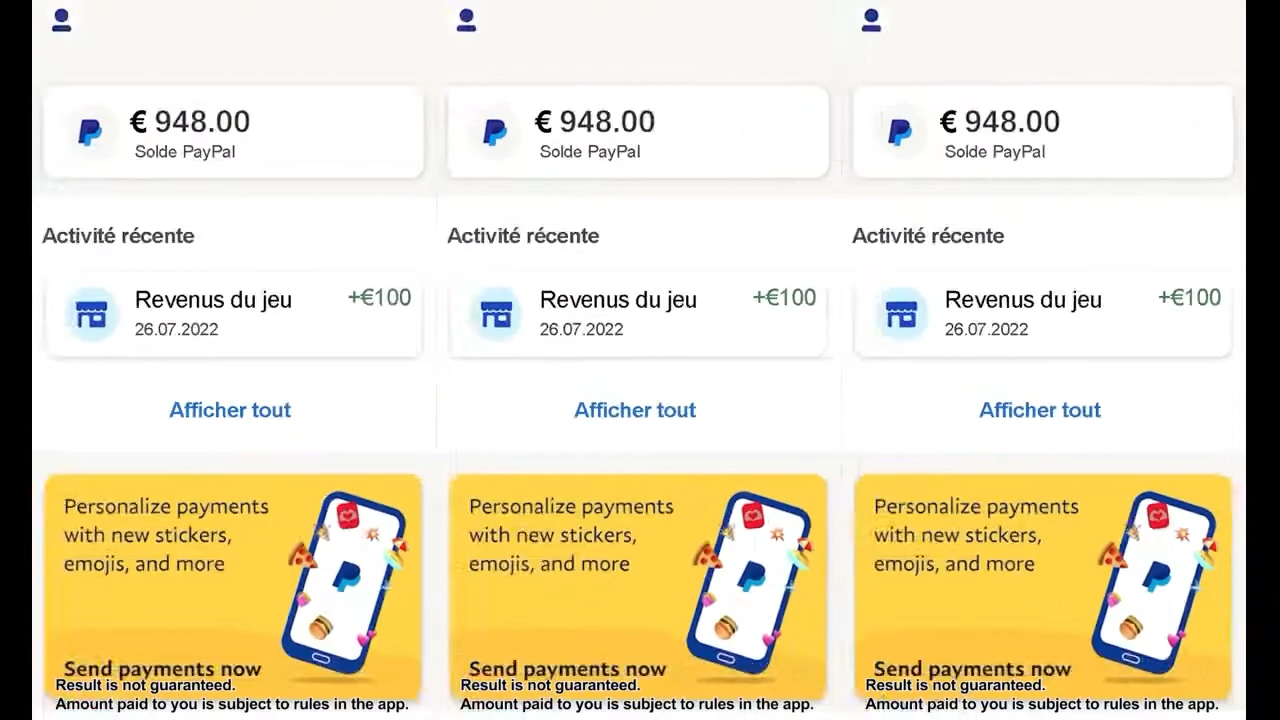 € 948.00
Solde PayPal
Activité récente
Revenus du jeu +€100
26.07.2022
Afficher tout
Personalize payments
with new stickers,
emojis, and more
Send payments now
Result is not guaranteed.
Amount paid to you is subject to rules in the app.
€ 948.00
Solde PayPal
Activité récente
Revenus du jeu +€100
26.07.2022
Afficher tout
Personalize payments
with new stickers,
emojis, and more
Send payments now
Result is not guaranteed.
Amount paid to you is subject to rules in the app.
€ 948.00
Solde PayPal
Activité récente
Revenus du jeu +€100
26.07.2022
Afficher tout
Personalize payments
with new stickers,
emojis, and more
Send payments now
Result is not guaranteed.
Amount paid to you is subject to rules in the app.